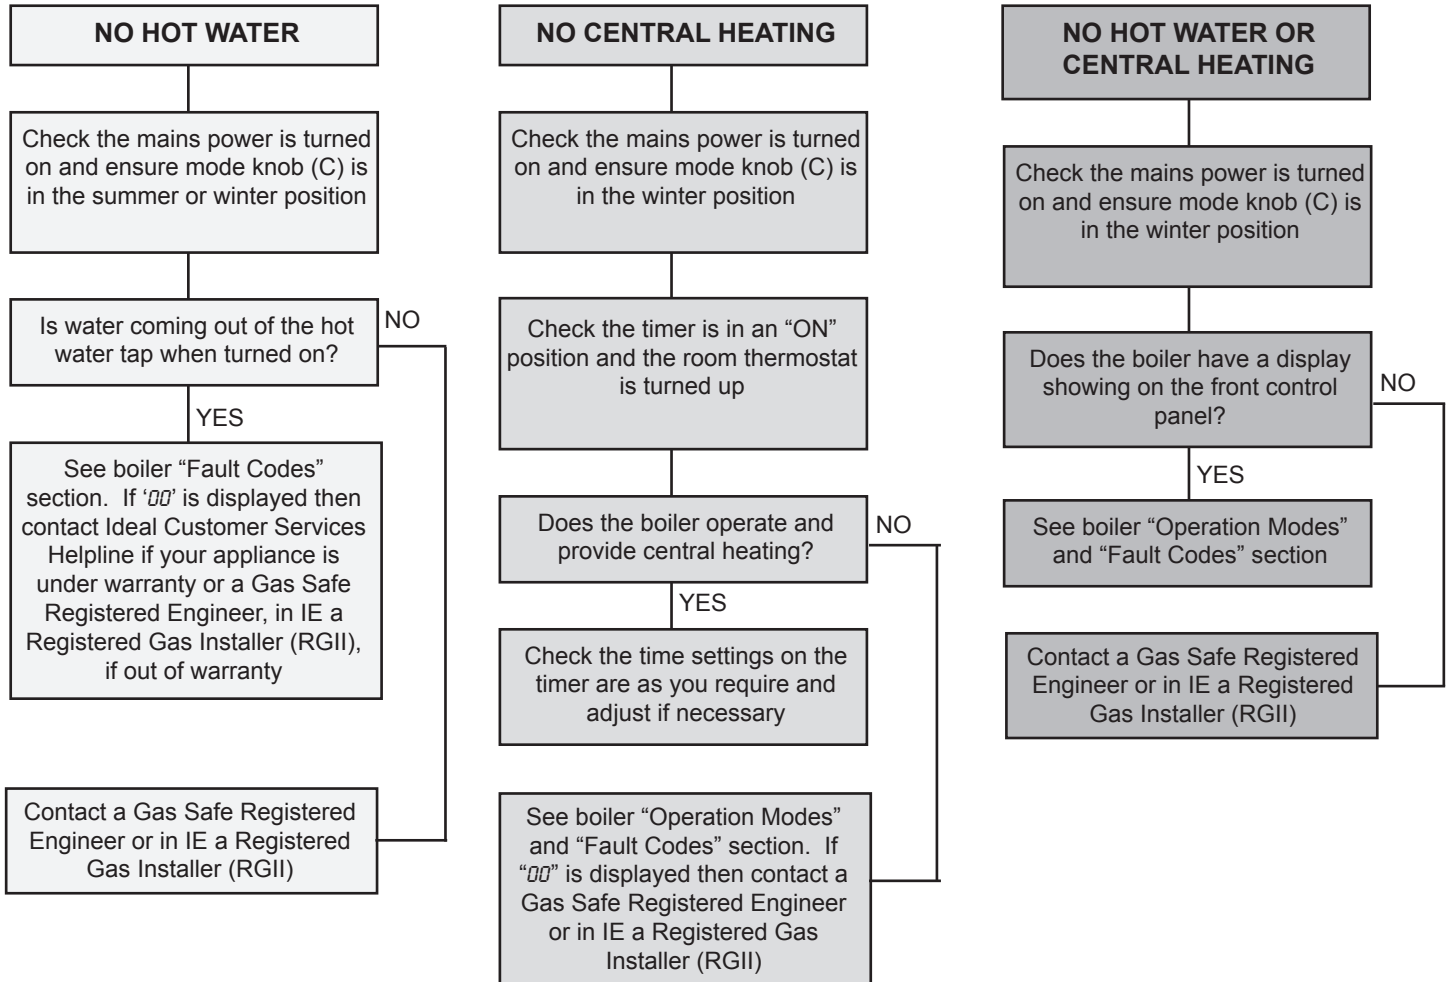 NO HOT WATER
Check the mains power is turned
on and ensure mode knob (C) is
in the summer or winter position
Is water coming out of the hot
water tap when turned on?
NO
YES
See boiler “Fault Codes”
section.  If ‘00’ is displayed then
contact Ideal Customer Services
Helpline if your appliance is
under warranty or a Gas Safe
Registered Engineer, in IE a
Registered Gas Installer (RGII),
if out of warranty
Contact a Gas Safe Registered
Engineer or in IE a Registered
Gas Installer (RGII)
NO CENTRAL HEATING
Check the mains power is turned
on and ensure mode knob (C) is
in the winter position
Check the timer is in an “ON”
position and the room thermostat
is turned up
Does the boiler operate and
provide central heating?
NO
YES
Check the time settings on the
timer are as you require and
adjust if necessary
See boiler “Operation Modes”
and “Fault Codes” section.  If
“00” is displayed then contact a
Gas Safe Registered Engineer
or in IE a Registered Gas
Installer (RGII)
NO HOT WATER OR
CENTRAL HEATING
Check the mains power is turned
on and ensure mode knob (C) is
in the winter position
Does the boiler have a display
showing on the front control
panel?
NO
YES
See boiler “Operation Modes”
and “Fault Codes” section
Contact a Gas Safe Registered
Engineer or in IE a Registered
Gas Installer (RGII)